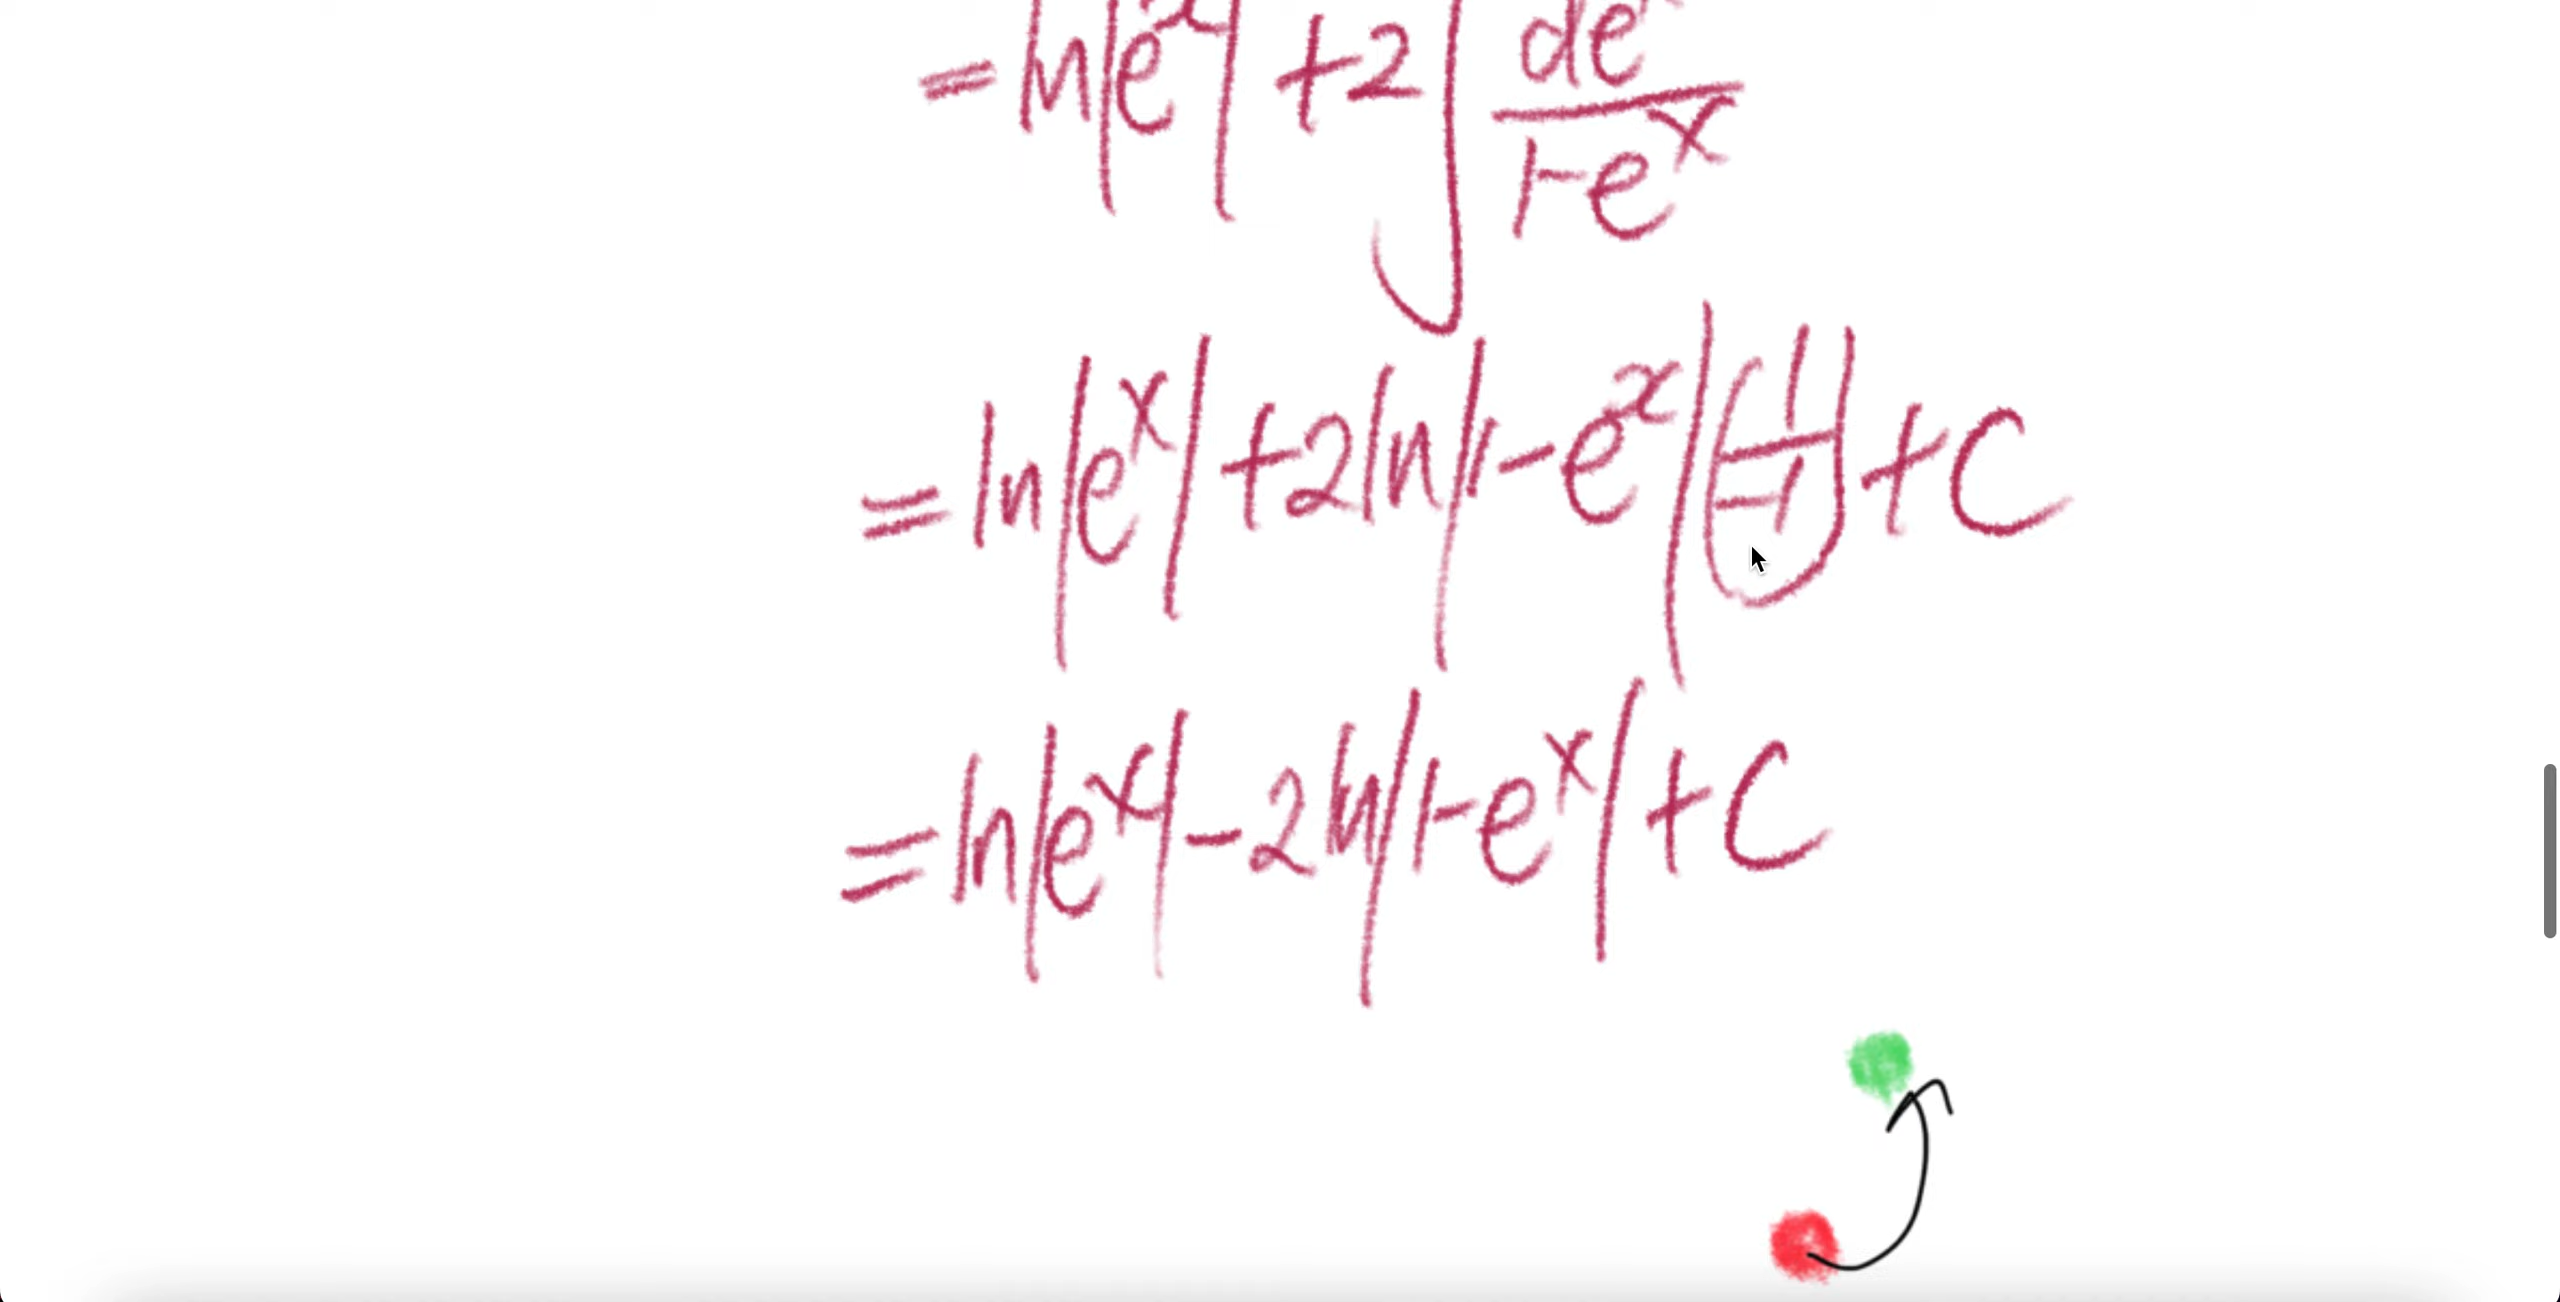 = ln|e^x| + 2∫ de^x/(1-e^x)
= ln|e^x| + 2ln|1-e^x|(1/-1) + C
= ln|e^x| - 2ln|1-e^x| + C